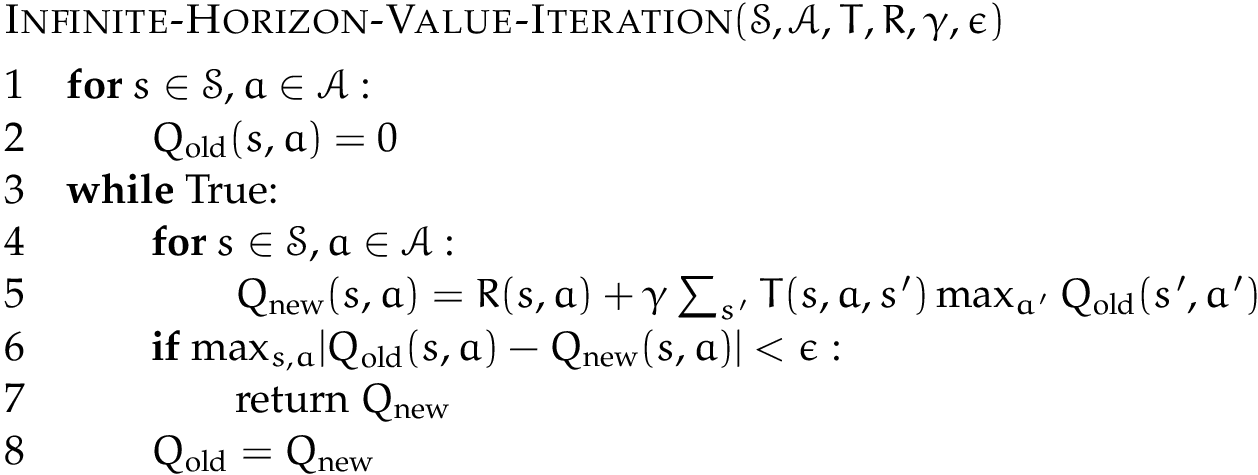 INFINITE-HORIZON-VALUE-ITERATION(𝒮, 𝒜, T, R, γ, ϵ)
1 for s ∈ 𝒮, a ∈ 𝒜 :
2 Q_old(s, a) = 0
3 while True:
4 for s ∈ 𝒮, a ∈ 𝒜 :
5 Q_new(s, a) = R(s, a) + γ ∑_s′ T(s, a, s′) max_a′ Q_old(s′, a′)
6 if max_s,a|Q_old(s, a) − Q_new(s, a)| < ϵ :
7 return Q_new
8 Q_old = Q_new